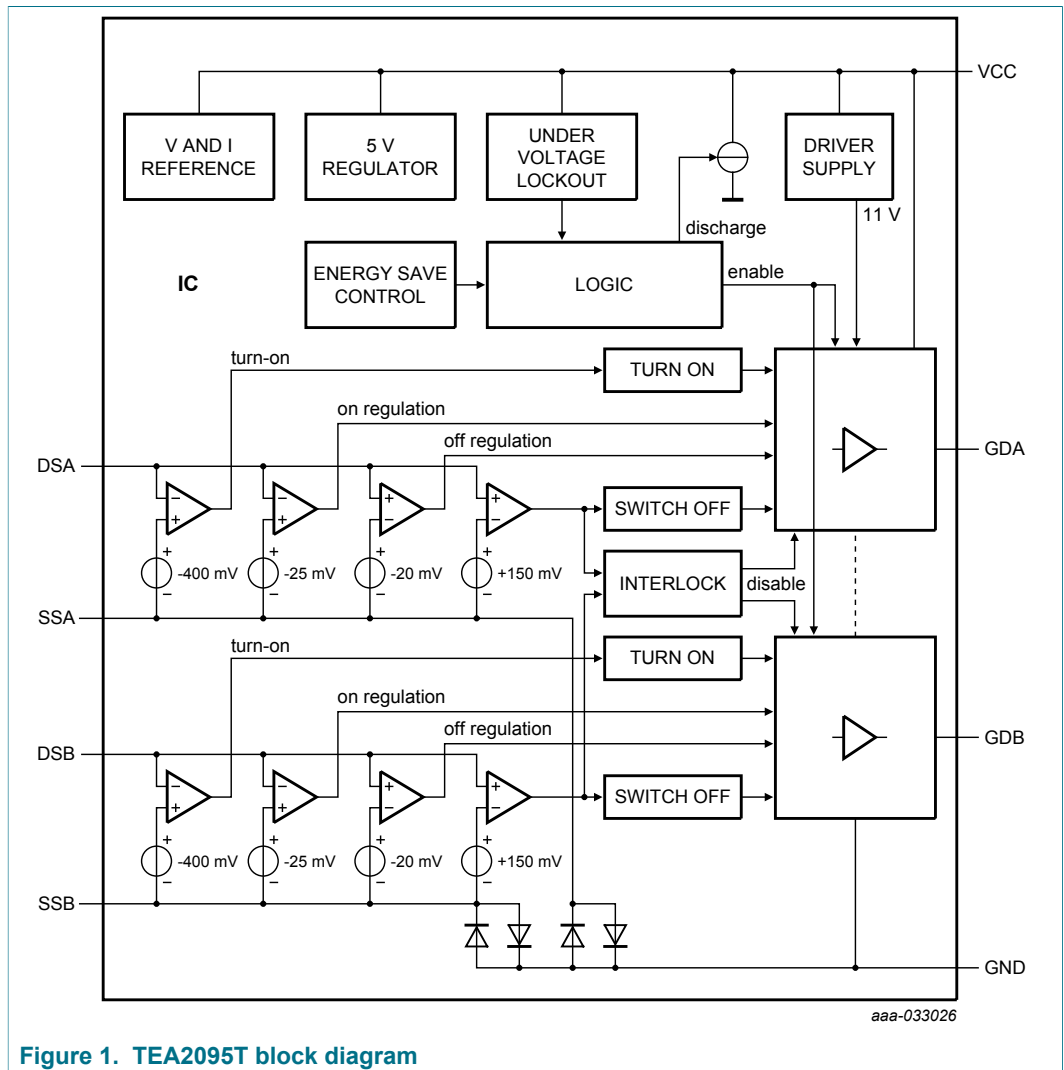 VCC
V AND I
REFERENCE
5 V
REGULATOR
UNDER
VOLTAGE
LOCKOUT
DRIVER
SUPPLY
11 V
discharge
IC
ENERGY SAVE
CONTROL
LOGIC
enable
turn-on
TURN ON
on regulation
off regulation
DSA
GDA
− − + +
+ + − −
SWITCH OFF
+ + + +
-400 mV -25 mV -20 mV +150 mV
− − − −
INTERLOCK
disable
SSA
turn-on
TURN ON
on regulation
off regulation
DSB
GDB
− − + +
+ + − −
SWITCH OFF
+ + + +
-400 mV -25 mV -20 mV +150 mV
− − − −
SSB
GND
aaa-033026
Figure 1. TEA2095T block diagram